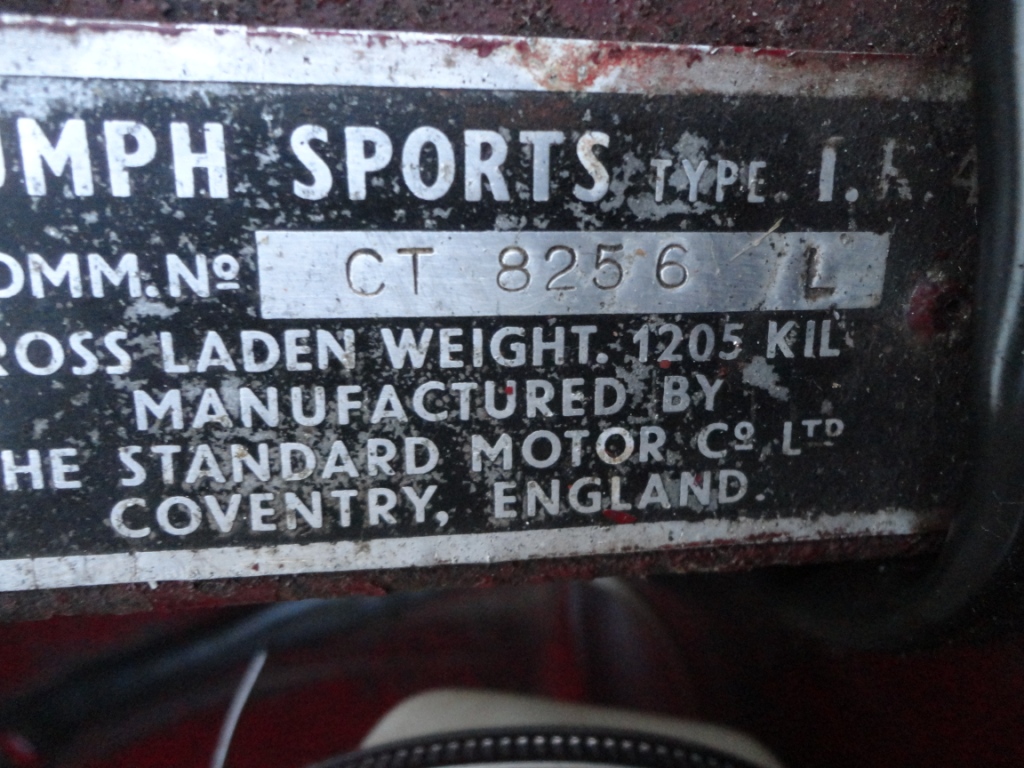 UMPH SPORTS TYPE. T.R.4
OMM. Nº CT 8256 L
ROSS LADEN WEIGHT. 1205 KIL
MANUFACTURED BY
HE STANDARD MOTOR Cº LTD
COVENTRY, ENGLAND.